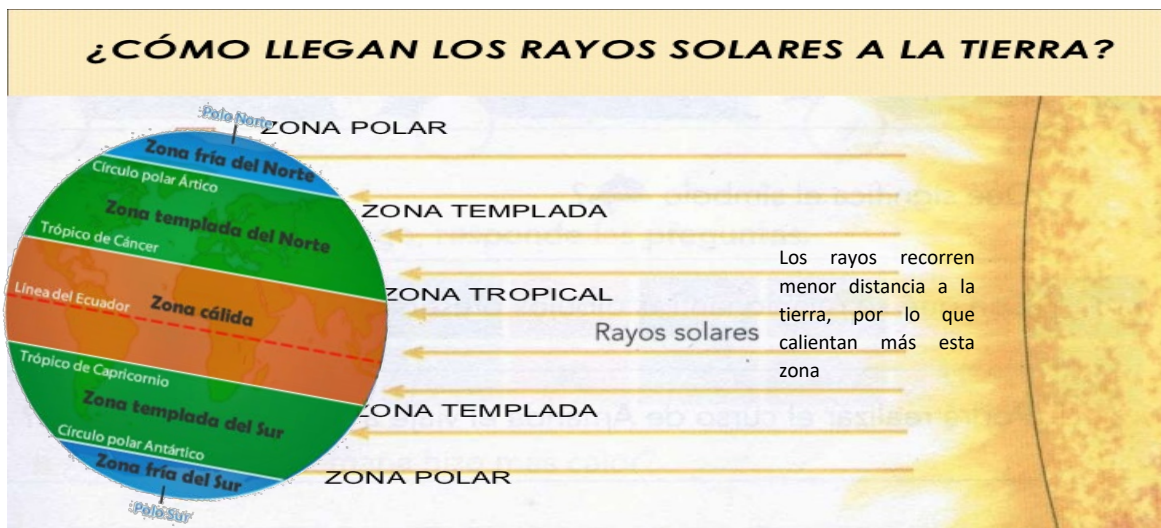 ¿CÓMO LLEGAN LOS RAYOS SOLARES A LA TIERRA?
Polo Norte
ZONA POLAR
Zona fría del Norte
Círculo polar Ártico
ZONA TEMPLADA
Zona templada del Norte
Trópico de Cáncer
Los rayos recorren
menor distancia a la
tierra, por lo que
calientan más esta
zona
ZONA TROPICAL
Línea del Ecuador
Zona cálida
Rayos solares
Trópico de Capricornio
ZONA TEMPLADA
Zona templada del Sur
Círculo polar Antártico
Zona fría del Sur
ZONA POLAR
Polo Sur